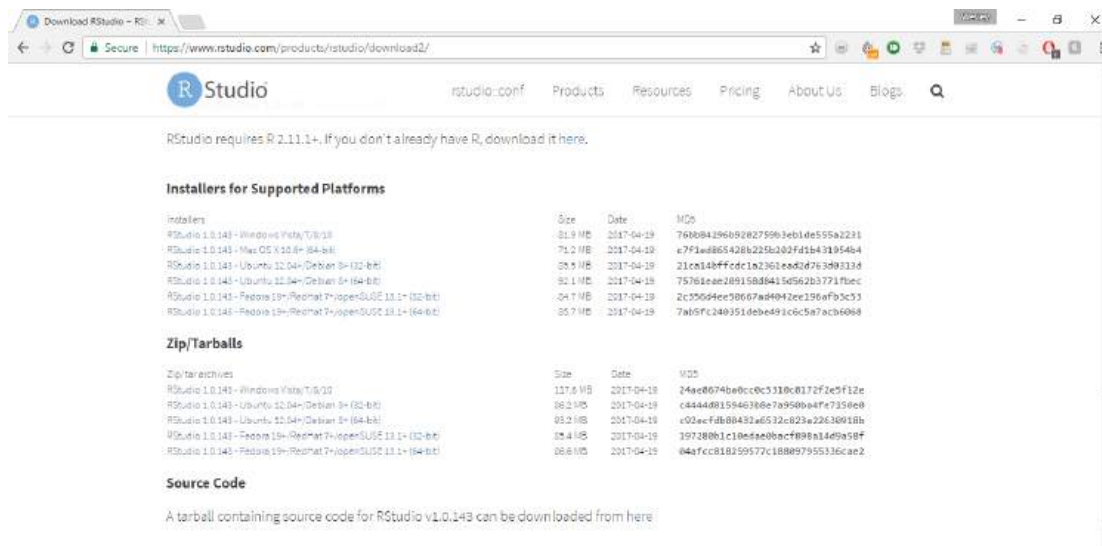 Download RStudio – RS
Secure https://www.rstudio.com/products/rstudio/download2/
R Studio
rstudio::conf Products Resources Pricing About Us Blogs
RStudio requires R 2.11.1+. If you don't already have R, download it here.
Installers for Supported Platforms
Installers Size Date MD5
RStudio 1.0.143 - Windows Vista/7/8/10 81.9 MB 2017-04-19
RStudio 1.0.143 - Mac OS X 10.6+ (64-bit) 71.2 MB 2017-04-19
RStudio 1.0.143 - Ubuntu 12.04+/Debian 8+ (32-bit) 85.5 MB 2017-04-19
RStudio 1.0.143 - Ubuntu 12.04+/Debian 8+ (64-bit) 92.1 MB 2017-04-19
RStudio 1.0.143 - Fedora 19+/RedHat 7+/openSUSE 13.1+ (32-bit) 84.7 MB 2017-04-19
RStudio 1.0.143 - Fedora 19+/RedHat 7+/openSUSE 13.1+ (64-bit) 85.7 MB 2017-04-19
Zip/Tarballs
Zip/tar archives Size Date MD5
RStudio 1.0.143 - Windows Vista/7/8/10 117.6 MB 2017-04-19
RStudio 1.0.143 - Ubuntu 12.04+/Debian 8+ (32-bit) 86.2 MB 2017-04-19
RStudio 1.0.143 - Ubuntu 12.04+/Debian 8+ (64-bit) 93.2 MB 2017-04-19
RStudio 1.0.143 - Fedora 19+/RedHat 7+/openSUSE 13.1+ (32-bit) 85.4 MB 2017-04-19
RStudio 1.0.143 - Fedora 19+/RedHat 7+/openSUSE 13.1+ (64-bit) 86.6 MB 2017-04-19
Source Code
A tarball containing source code for RStudio v1.0.143 can be downloaded from here